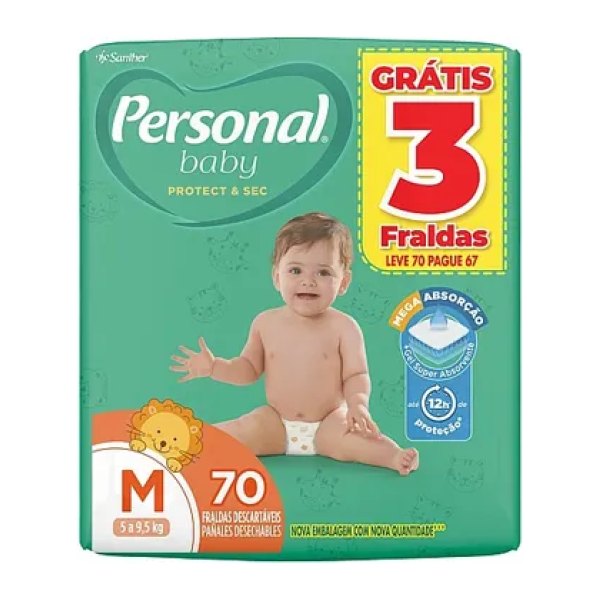 Santher
Personal®
baby
PROTECT & SEC
GRÁTIS
3
Fraldas
LEVE 70 PAGUE 67
MEGA ABSORÇÃO
+Gel Super Absorvente
até 12h* de
proteção*
M
5 a 9,5 kg
70
FRALDAS DESCARTÁVEIS
PAÑALES DESECHABLES
NOVA EMBALAGEM COM NOVA QUANTIDADE***